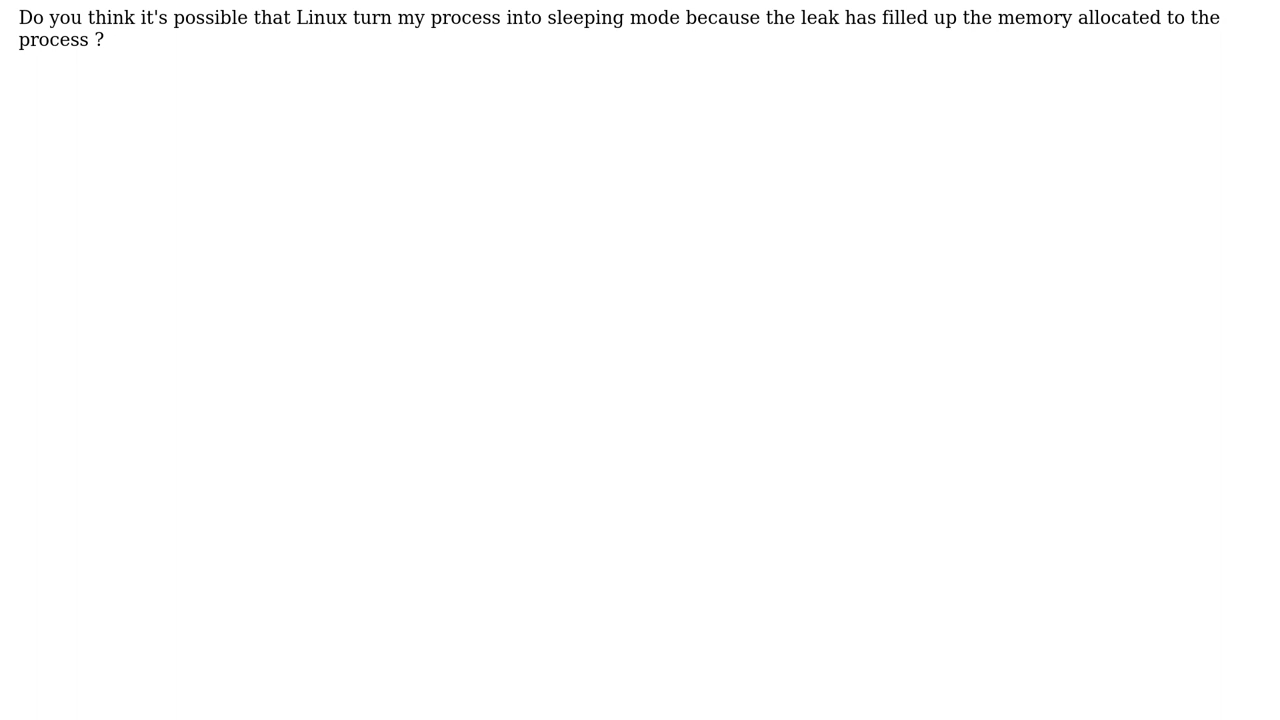 Do you think it's possible that Linux turn my process into sleeping mode because the leak has filled up the memory allocated to the
process ?